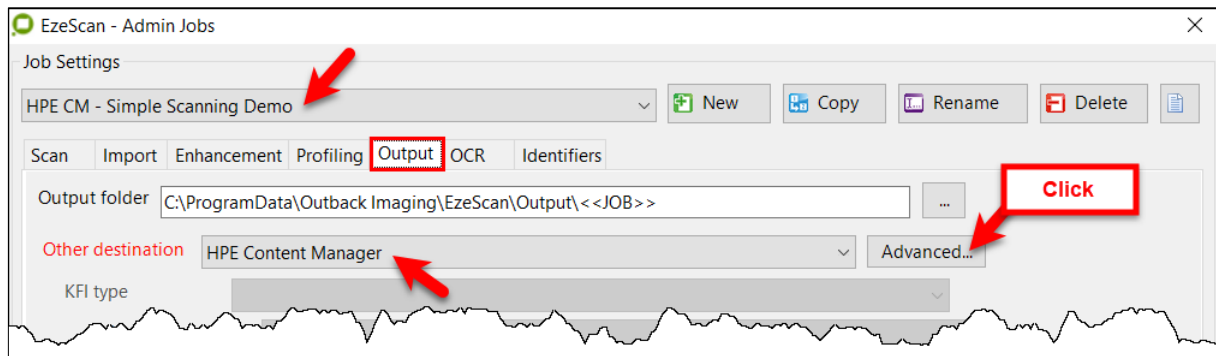 EzeScan - Admin Jobs
Job Settings
HPE CM - Simple Scanning Demo New Copy Rename Delete
Scan Import Enhancement Profiling Output OCR Identifiers
Output folder C:\ProgramData\Outback Imaging\EzeScan\Output\<<JOB>> ... Click
Other destination HPE Content Manager Advanced...
KFI type